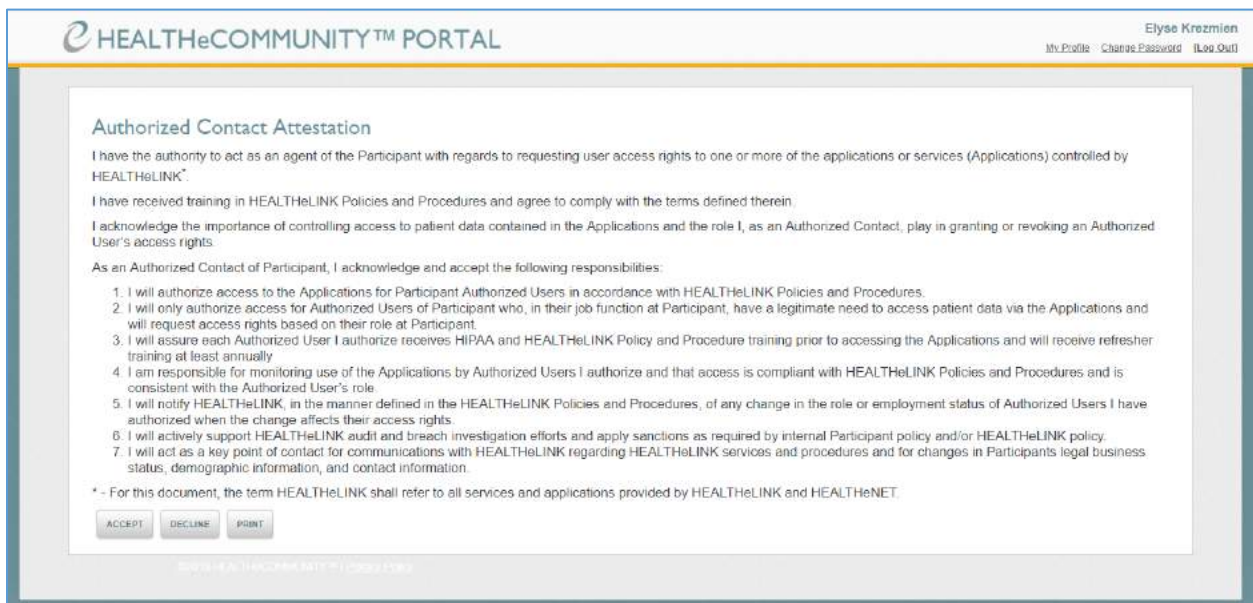 HEALTHeCOMMUNITY™ PORTAL
Elyse Krezmien
My Profile Change Password [Log Out]
Authorized Contact Attestation
I have the authority to act as an agent of the Participant with regards to requesting user access rights to one or more of the applications or services (Applications) controlled by
HEALTHeLINK*.
I have received training in HEALTHeLINK Policies and Procedures and agree to comply with the terms defined therein.
I acknowledge the importance of controlling access to patient data contained in the Applications and the role I, as an Authorized Contact, play in granting or revoking an Authorized
User's access rights.
As an Authorized Contact of Participant, I acknowledge and accept the following responsibilities:
1. I will authorize access to the Applications for Participant Authorized Users in accordance with HEALTHeLINK Policies and Procedures.
2. I will only authorize access for Authorized Users of Participant who, in their job function at Participant, have a legitimate need to access patient data via the Applications and
will request access rights based on their role at Participant.
3. I will assure each Authorized User I authorize receives HIPAA and HEALTHeLINK Policy and Procedure training prior to accessing the Applications and will receive refresher
training at least annually
4. I am responsible for monitoring use of the Applications by Authorized Users I authorize and that access is compliant with HEALTHeLINK Policies and Procedures and is
consistent with the Authorized User's role.
5. I will notify HEALTHeLINK, in the manner defined in the HEALTHeLINK Policies and Procedures, of any change in the role or employment status of Authorized Users I have
authorized when the change affects their access rights.
6. I will actively support HEALTHeLINK audit and breach investigation efforts and apply sanctions as required by internal Participant policy and/or HEALTHeLINK policy.
7. I will act as a key point of contact for communications with HEALTHeLINK regarding HEALTHeLINK services and procedures and for changes in Participants legal business
status, demographic information, and contact information.
* - For this document, the term HEALTHeLINK shall refer to all services and applications provided by HEALTHeLINK and HEALTHeNET.
ACCEPT DECLINE PRINT
HEALTHeCOMMUNITY ™ | Privacy Policy